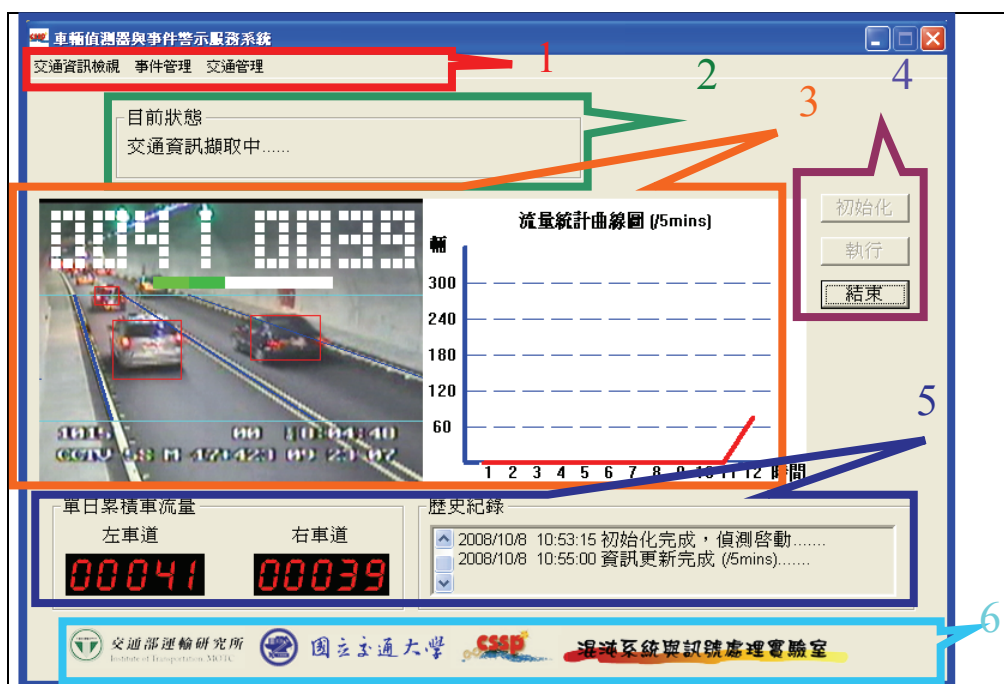 車輛偵測器與事件警示服務系統
交通資訊檢視 事件管理 交通管理
1
2
3
4
目前狀態
交通資訊擷取中......
初始化
執行
結束
0041 0039
流量統計曲線圖 (/5mins)
輛
300
240
180
120
60
1 2 3 4 5 6 7 8 9 10 11 12 時間
5
單日累積車流量
左車道 右車道
00041 00039
歷史紀錄
2008/10/8 10:53:15 初始化完成，偵測啓動.......
2008/10/8 10:55:00 資訊更新完成 (/5mins).......
6
交通部運輸研究所
Institute of Transportation, MOTC
國立交通大學
CSSP
混沌系統與訊號處理實驗室